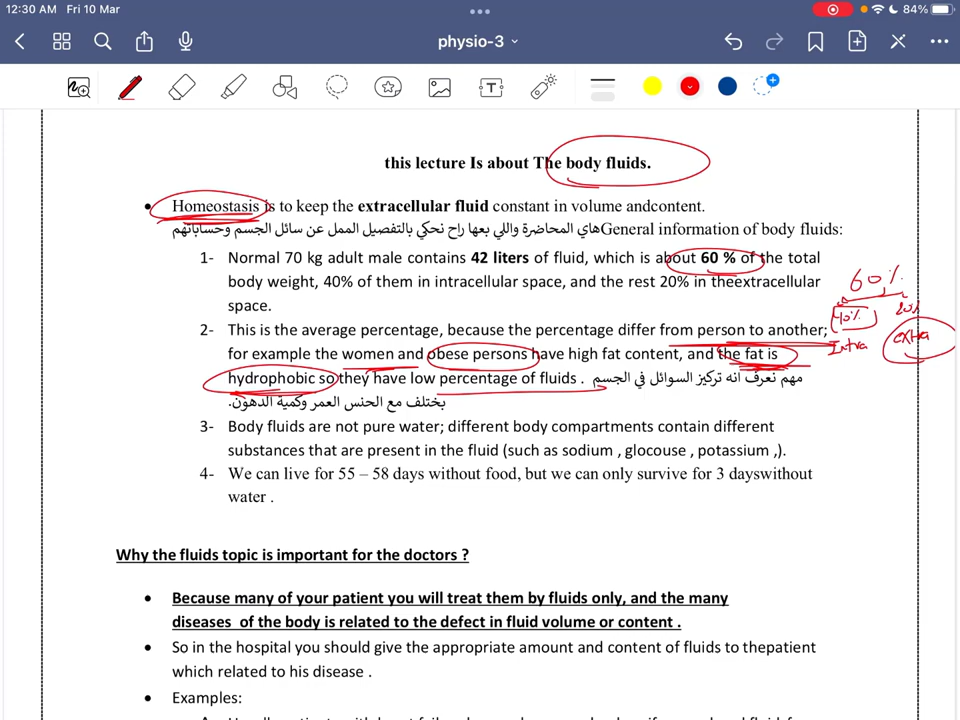 12:30 AM Fri 10 Mar
84%
physio-3
T
this lecture Is about The body fluids.
• Homeostasis is to keep the extracellular fluid constant in volume andcontent.
هاي المحاضرة واللي بعها راح نحكي بالتفصيل الممل عن سائل الجسم وحساباتهمGeneral information of body fluids:
1- Normal 70 kg adult male contains 42 liters of fluid, which is about 60 % of the total
body weight, 40% of them in intracellular space, and the rest 20% in theextracellular
space.
60%
40% 20%
Intra extra
2- This is the average percentage, because the percentage differ from person to another;
for example the women and obese persons have high fat content, and the fat is
hydrophobic so they have low percentage of fluids . مهم نعرف انه تركيز السوائل في الجسم
بختلف مع الجنس العمر وكمية الدهون.
3- Body fluids are not pure water; different body compartments contain different
substances that are present in the fluid (such as sodium , glocouse , potassium ,).
4- We can live for 55 – 58 days without food, but we can only survive for 3 dayswithout
water .
Why the fluids topic is important for the doctors ?
• Because many of your patient you will treat them by fluids only, and the many
diseases of the body is related to the defect in fluid volume or content .
• So in the hospital you should give the appropriate amount and content of fluids to thepatient
which related to his disease .
• Examples: